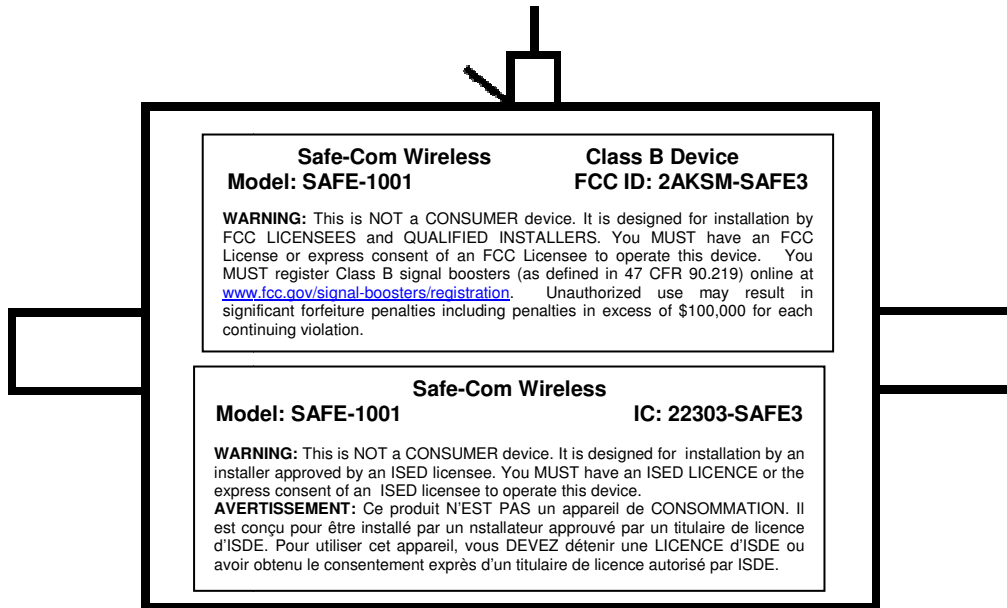 Safe-Com Wireless Class B Device
Model: SAFE-1001 FCC ID: 2AKSM-SAFE3
WARNING: This is NOT a CONSUMER device. It is designed for installation by
FCC LICENSEES and QUALIFIED INSTALLERS. You MUST have an FCC
License or express consent of an FCC Licensee to operate this device. You
MUST register Class B signal boosters (as defined in 47 CFR 90.219) online at
www.fcc.gov/signal-boosters/registration. Unauthorized use may result in
significant forfeiture penalties including penalties in excess of $100,000 for each
continuing violation.
Safe-Com Wireless
Model: SAFE-1001 IC: 22303-SAFE3
WARNING: This is NOT a CONSUMER device. It is designed for installation by an
installer approved by an ISED licensee. You MUST have an ISED LICENCE or the
express consent of an ISED licensee to operate this device.
AVERTISSEMENT: Ce produit N'EST PAS un appareil de CONSOMMATION. Il
est conçu pour être installé par un nstallateur approuvé par un titulaire de licence
d'ISDE. Pour utiliser cet appareil, vous DEVEZ détenir une LICENCE d'ISDE ou
avoir obtenu le consentement exprès d'un titulaire de licence autorisé par ISDE.